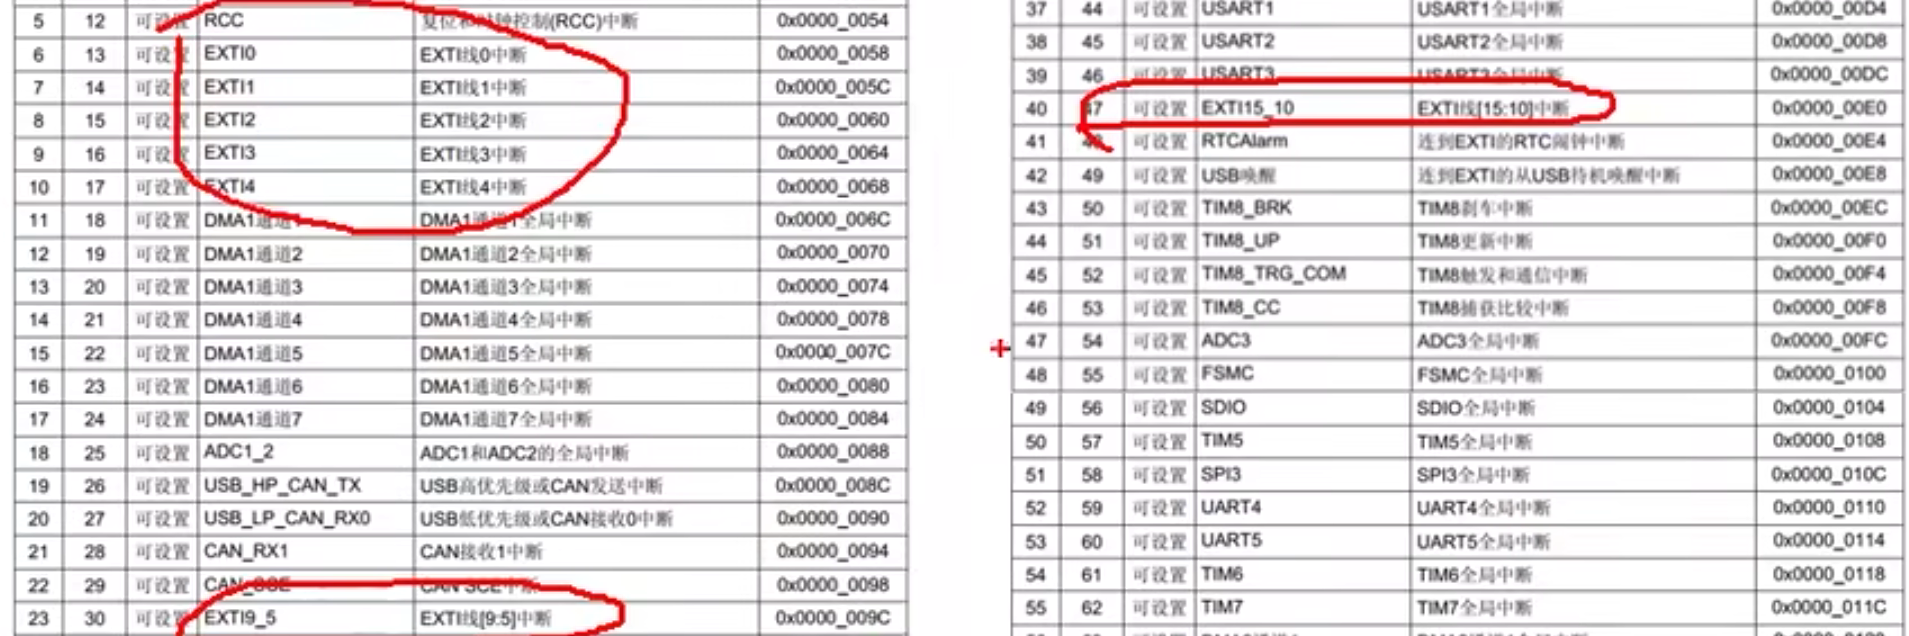 5 12 可设置 RCC 复位和时钟控制(RCC)中断 0x0000_0054
6 13 可设置 EXTI0 EXTI线0中断 0x0000_0058
7 14 可设置 EXTI1 EXTI线1中断 0x0000_005C
8 15 可设置 EXTI2 EXTI线2中断 0x0000_0060
9 16 可设置 EXTI3 EXTI线3中断 0x0000_0064
10 17 可设置 EXTI4 EXTI线4中断 0x0000_0068
11 18 可设置 DMA1通道1 DMA1通道1全局中断 0x0000_006C
12 19 可设置 DMA1通道2 DMA1通道2全局中断 0x0000_0070
13 20 可设置 DMA1通道3 DMA1通道3全局中断 0x0000_0074
14 21 可设置 DMA1通道4 DMA1通道4全局中断 0x0000_0078
15 22 可设置 DMA1通道5 DMA1通道5全局中断 0x0000_007C
16 23 可设置 DMA1通道6 DMA1通道6全局中断 0x0000_0080
17 24 可设置 DMA1通道7 DMA1通道7全局中断 0x0000_0084
18 25 可设置 ADC1_2 ADC1和ADC2的全局中断 0x0000_0088
19 26 可设置 USB_HP_CAN_TX USB高优先级或CAN发送中断 0x0000_008C
20 27 可设置 USB_LP_CAN_RX0 USB低优先级或CAN接收0中断 0x0000_0090
21 28 可设置 CAN_RX1 CAN接收1中断 0x0000_0094
22 29 可设置 CAN_SCE CAN SCE中断 0x0000_0098
23 30 可设置 EXTI9_5 EXTI线[9:5]中断 0x0000_009C
37 44 可设置 USART1 USART1全局中断 0x0000_00D4
38 45 可设置 USART2 USART2全局中断 0x0000_00D8
39 46 可设置 USART3 USART3全局中断 0x0000_00DC
40 47 可设置 EXTI15_10 EXTI线[15:10]中断 0x0000_00E0
41 48 可设置 RTCAlarm 连到EXTI的RTC闹钟中断 0x0000_00E4
42 49 可设置 USB唤醒 连到EXTI的从USB待机唤醒中断 0x0000_00E8
43 50 可设置 TIM8_BRK TIM8刹车中断 0x0000_00EC
44 51 可设置 TIM8_UP TIM8更新中断 0x0000_00F0
45 52 可设置 TIM8_TRG_COM TIM8触发和通信中断 0x0000_00F4
46 53 可设置 TIM8_CC TIM8捕获比较中断 0x0000_00F8
47 54 可设置 ADC3 ADC3全局中断 0x0000_00FC
48 55 可设置 FSMC FSMC全局中断 0x0000_0100
49 56 可设置 SDIO SDIO全局中断 0x0000_0104
50 57 可设置 TIM5 TIM5全局中断 0x0000_0108
51 58 可设置 SPI3 SPI3全局中断 0x0000_010C
52 59 可设置 UART4 UART4全局中断 0x0000_0110
53 60 可设置 UART5 UART5全局中断 0x0000_0114
54 61 可设置 TIM6 TIM6全局中断 0x0000_0118
55 62 可设置 TIM7 TIM7全局中断 0x0000_011C